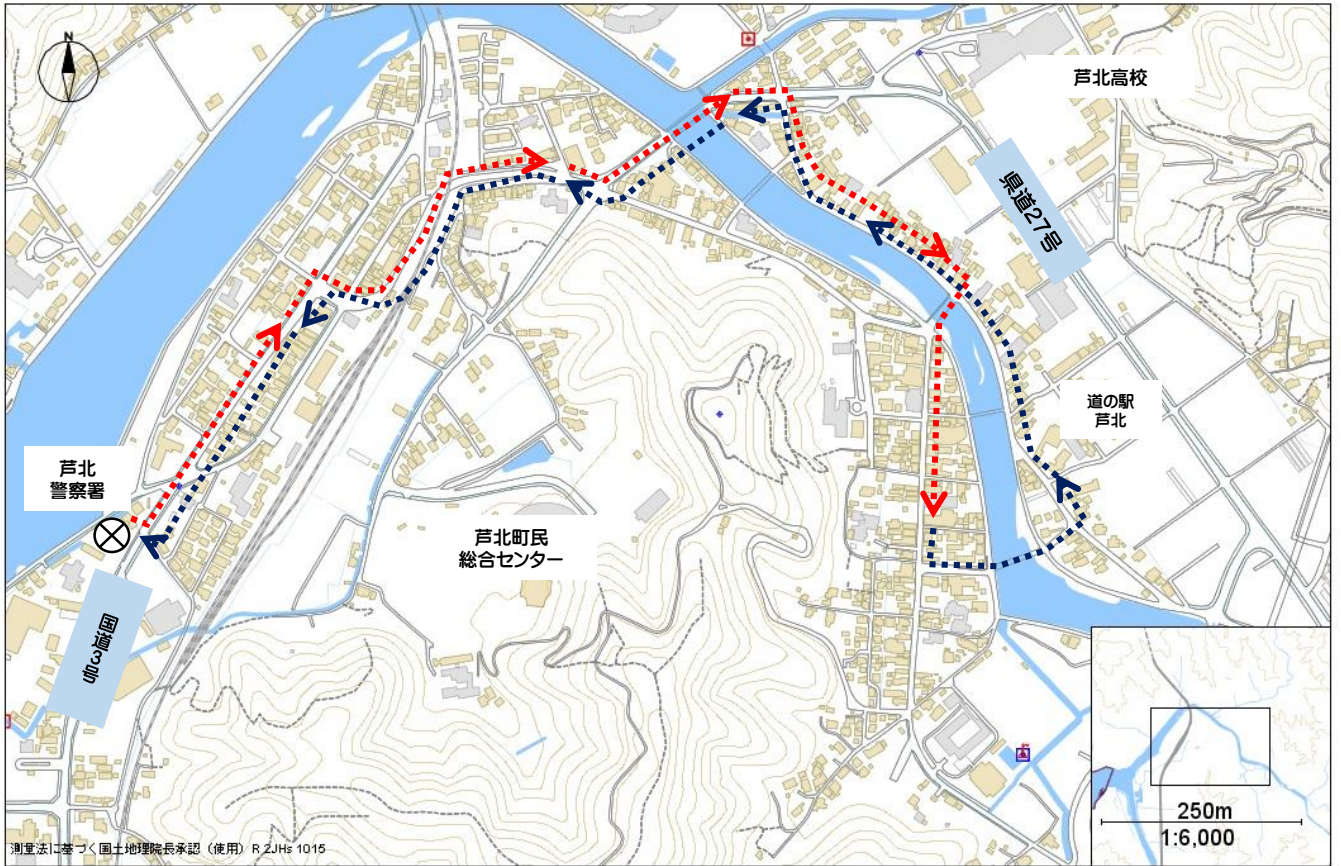 N
芦北高校
県道27号
道の駅
芦北
芦北
警察署
芦北町民
総合センター
国道3号
250m
1:6,000
測量法に基づく国土地理院長承認（使用）R 2JHs 1015